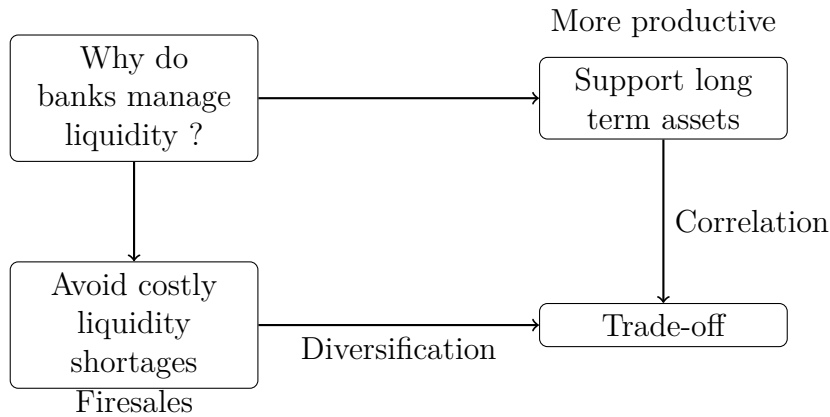 More productive
Why do
banks manage
liquidity ?
Support long
term assets
Correlation
Avoid costly
liquidity
shortages
Firesales
Diversification
Trade-off